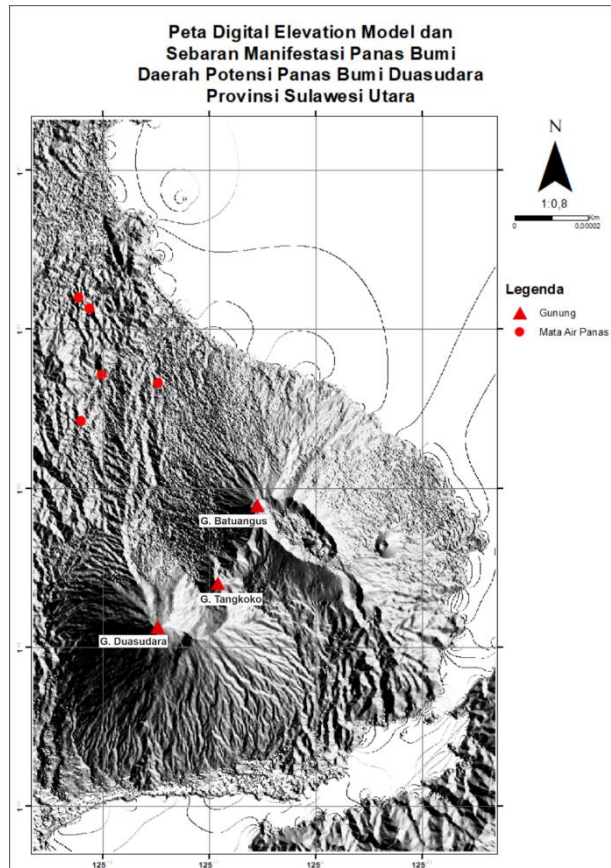 Peta Digital Elevation Model dan
Sebaran Manifestasi Panas Bumi
Daerah Potensi Panas Bumi Duasudara
Provinsi Sulawesi Utara
N
1:0,8
Km
0
0,00002
Legenda
Gunung
Mata Air Panas
G. Batuangus
G. Tangkoko
G. Duasudara
125
125
125
125